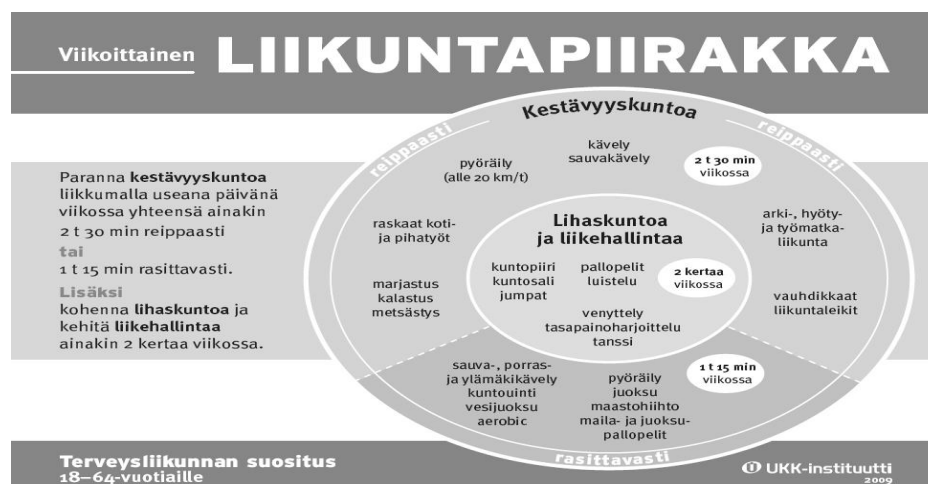 Viikoittainen LIIKUNTAPIIRAKKA
Paranna kestävyyskuntoa
liikkumalla useana päivänä
viikossa yhteensä ainakin
2 t 30 min reippaasti
tai
1 t 15 min rasittavasti.
Lisäksi
kohenna lihaskuntoa ja
kehitä liikehallintaa
ainakin 2 kertaa viikossa.
Kestävyyskuntoa
reippaasti
reippaasti
kävely
sauvakävely
2 t 30 min
viikossa
pyöräily
(alle 20 km/t)
raskaat koti-
ja pihatyöt
marjastus
kalastus
metsästys
arki-, hyöty-
ja työmatka-
liikunta
vauhdikkaat
liikuntaleikit
Lihaskuntoa
ja liikehallintaa
kuntopiiri
kuntosali
jumpat
pallopelit
luistelu
2 kertaa
viikossa
venyttely
tasapainoharjoittelu
tanssi
sauva-, porras-
ja ylämäkikävely
kuntouinti
vesijuoksu
aerobic
pyöräily
juoksu
maastohiihto
maila- ja juoksu-
pallopelit
1 t 15 min
viikossa
rasittavasti
Terveysliikunnan suositus
18–64-vuotiaille
UKK-instituutti
2009